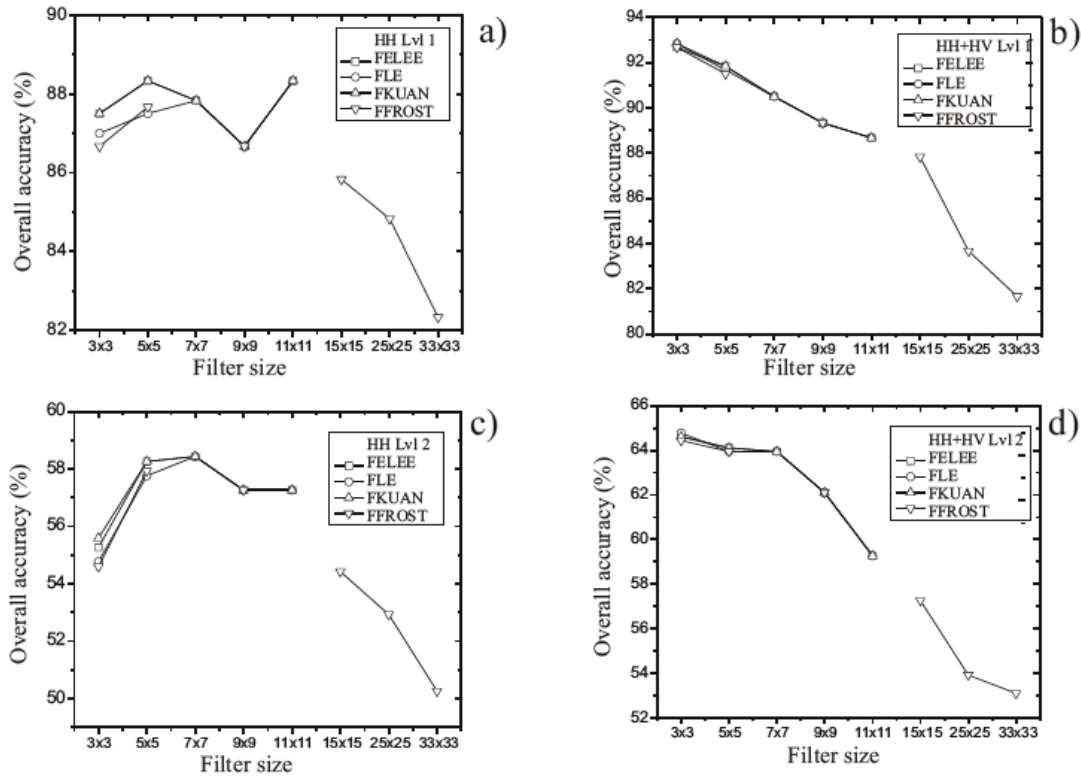 a)
Overall accuracy (%)
90
88
86
84
82
HH Lvl 1
FELEE
FLE
FKUAN
FFROST
3x3 5x5 7x7 9x9 11x11 15x15 25x25 33x33
Filter size
b)
Overall accuracy (%)
94
92
90
88
86
84
82
80
HH+HV Lvl 1
FELEE
FLE
FKUAN
FFROST
3x3 5x5 7x7 9x9 11x11 15x15 25x25 33x33
Filter size
c)
Overall accuracy (%)
60
58
56
54
52
50
HH Lvl 2
FELEE
FLE
FKUAN
FFROST
3x3 5x5 7x7 9x9 11x11 15x15 25x25 33x33
Filter size
d)
Overall accuracy (%)
66
64
62
60
58
56
54
52
HH+HV Lvl 2
FELEE
FLE
FKUAN
FFROST
3x3 5x5 7x7 9x9 11x11 15x15 25x25 33x33
Filter size